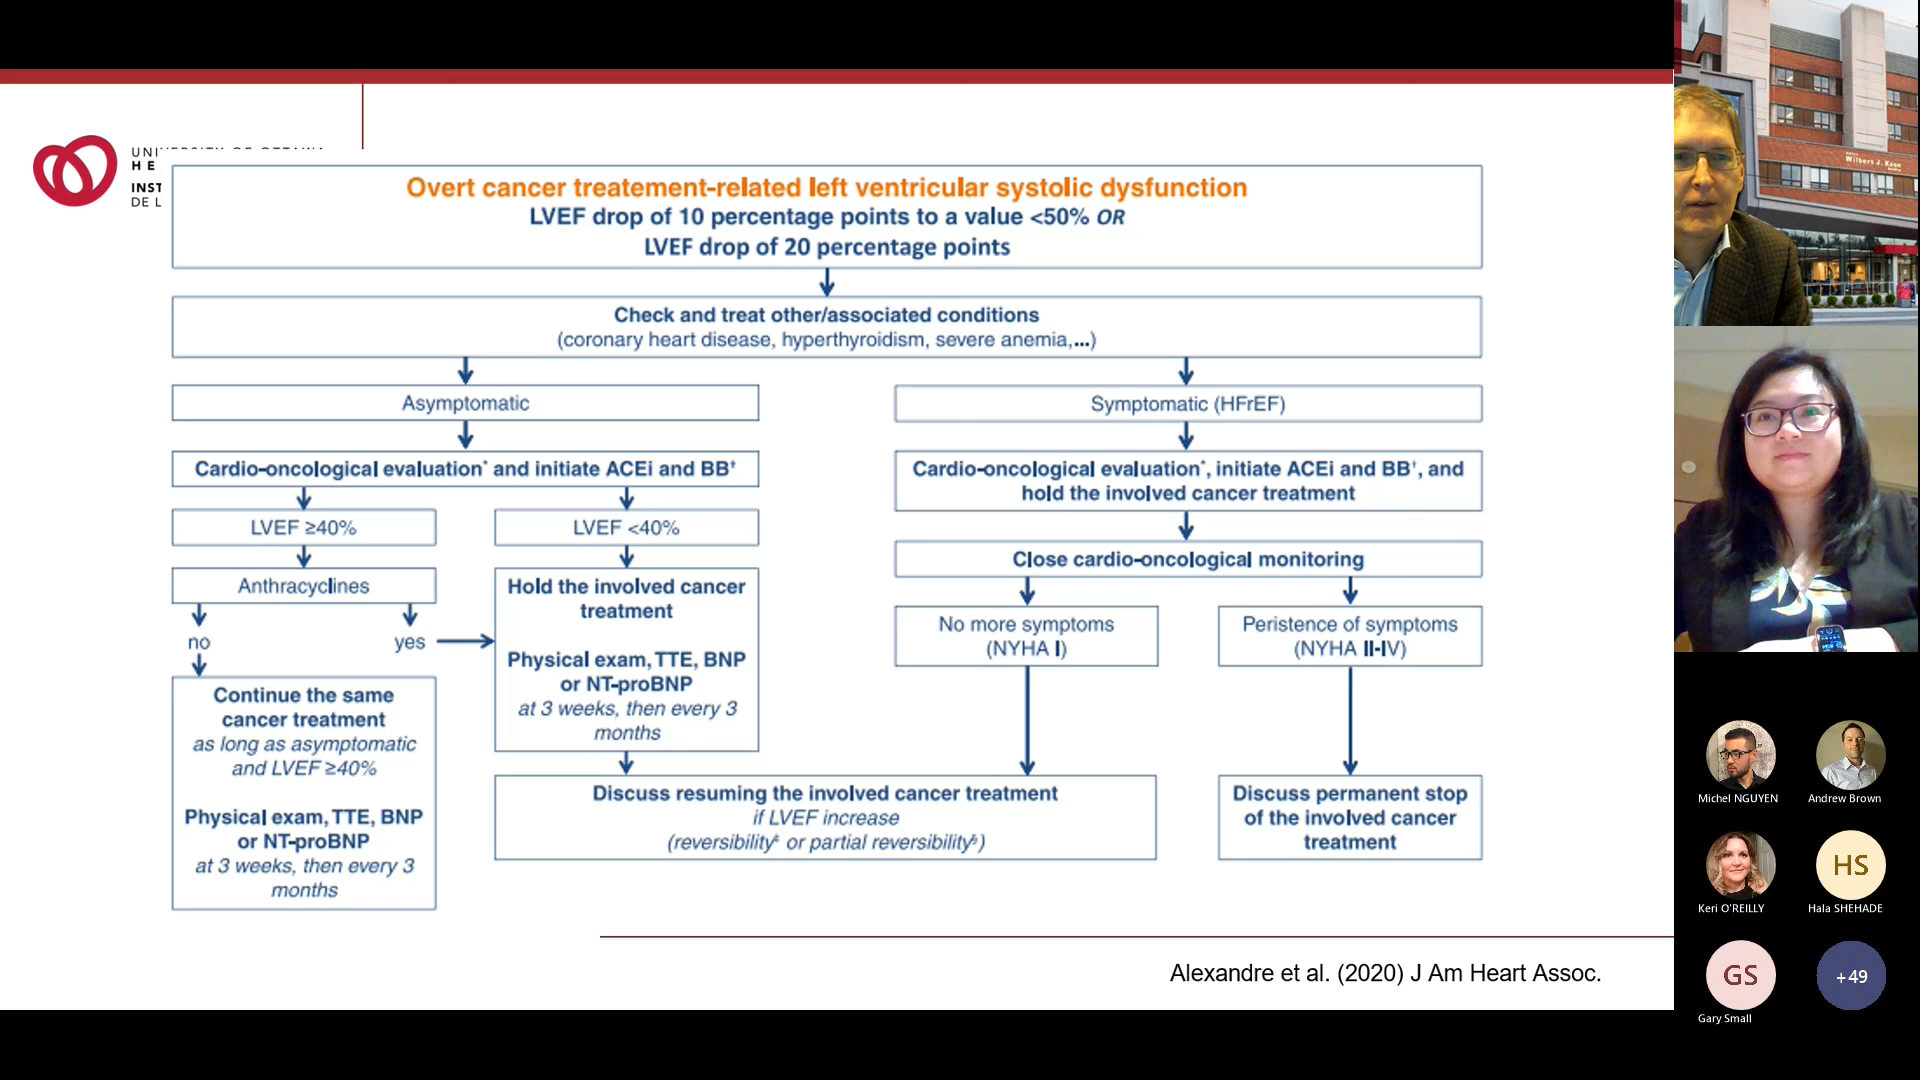 UNIVERSITY OF OTTAWA
HE
INST
DE L
Overt cancer treatement-related left ventricular systolic dysfunction
LVEF drop of 10 percentage points to a value <50% OR
LVEF drop of 20 percentage points
Check and treat other/associated conditions
(coronary heart disease, hyperthyroidism, severe anemia,...)
Asymptomatic
Cardio-oncological evaluation* and initiate ACEi and BB†
LVEF ≥40%
LVEF <40%
Anthracyclines
no
yes
Continue the same
cancer treatment
as long as asymptomatic
and LVEF ≥40%
Physical exam, TTE, BNP
or NT-proBNP
at 3 weeks, then every 3
months
Hold the involved cancer
treatment
Physical exam, TTE, BNP
or NT-proBNP
at 3 weeks, then every 3
months
Symptomatic (HFrEF)
Cardio-oncological evaluation*, initiate ACEi and BB†, and
hold the involved cancer treatment
Close cardio-oncological monitoring
No more symptoms
(NYHA I)
Peristence of symptoms
(NYHA II-IV)
Discuss resuming the involved cancer treatment
if LVEF increase
(reversibility or partial reversibility)
Discuss permanent stop
of the involved cancer
treatment
Alexandre et al. (2020) J Am Heart Assoc.
Wilbert J. Keon
Michel NGUYEN
Andrew Brown
Keri O'REILLY
HS
Hala SHEHADE
GS
Gary Small
+49